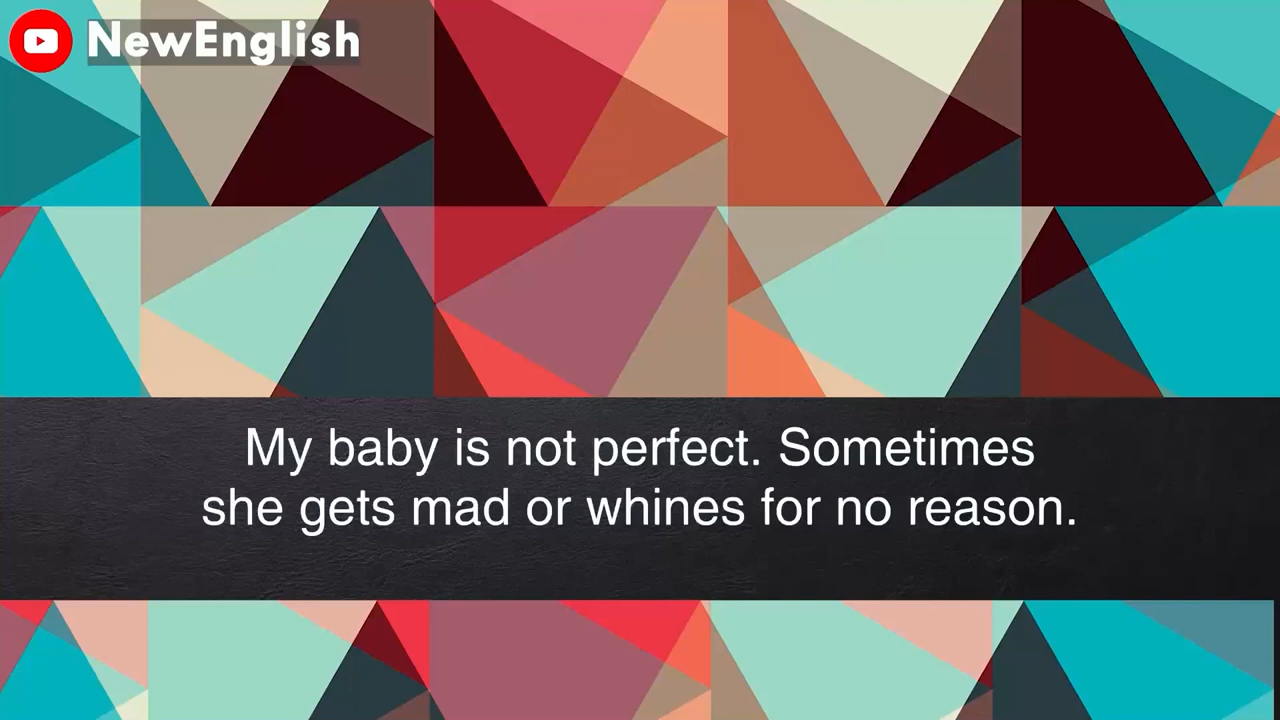 NewEnglish
My baby is not perfect. Sometimes
she gets mad or whines for no reason.